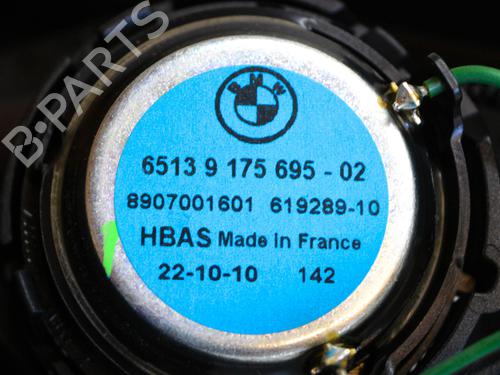 BMW
6513 9 175 695 - 02
8907001601 619289-10
HBAS Made in France
22-10-10 142
B-PARTS